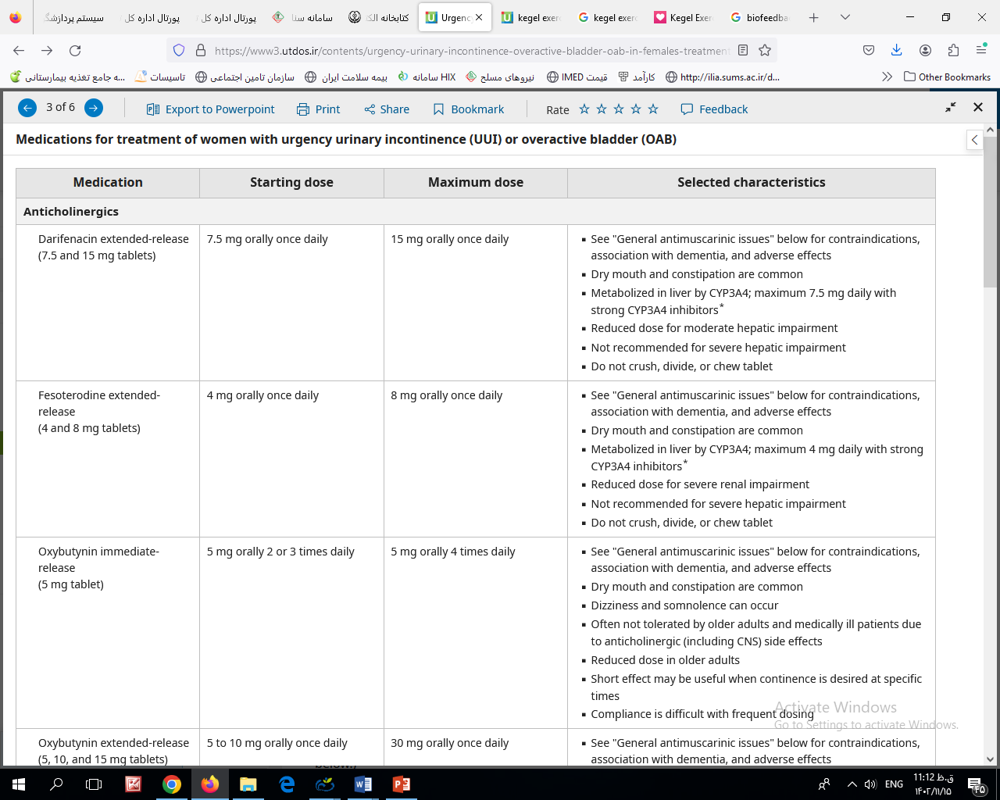 سیستم پردازشگ
پورتال اداره کل
پورتال اداره کل
سامانه سنا
کتابخانه الک
Urgency
kegel exer
kegel exer
Kegel Exer
biofeedba
https://www3.utdos.ir/contents/urgency-urinary-incontinence-overactive-bladder-oab-in-females-treatment
...ه جامع تغذیه بیمارستانی
تاسیسات
سازمان تامین اجتماعی
بیمه سلامت ایران
سامانه HIX
نیروهای مسلح
قیمت IMED
کارآمد
http://ilia.sums.ac.ir/d...
Other Bookmarks
3 of 6
Export to Powerpoint
Print
Share
Bookmark
Rate
Feedback
Medications for treatment of women with urgency urinary incontinence (UUI) or overactive bladder (OAB)
Medication
Starting dose
Maximum dose
Selected characteristics
Anticholinergics
Darifenacin extended-release
(7.5 and 15 mg tablets)
7.5 mg orally once daily
15 mg orally once daily
▪ See "General antimuscarinic issues" below for contraindications,
association with dementia, and adverse effects
▪ Dry mouth and constipation are common
▪ Metabolized in liver by CYP3A4; maximum 7.5 mg daily with
strong CYP3A4 inhibitors*
▪ Reduced dose for moderate hepatic impairment
▪ Not recommended for severe hepatic impairment
▪ Do not crush, divide, or chew tablet
Fesoterodine extended-
release
(4 and 8 mg tablets)
4 mg orally once daily
8 mg orally once daily
▪ See "General antimuscarinic issues" below for contraindications,
association with dementia, and adverse effects
▪ Dry mouth and constipation are common
▪ Metabolized in liver by CYP3A4; maximum 4 mg daily with strong
CYP3A4 inhibitors*
▪ Reduced dose for severe renal impairment
▪ Not recommended for severe hepatic impairment
▪ Do not crush, divide, or chew tablet
Oxybutynin immediate-
release
(5 mg tablet)
5 mg orally 2 or 3 times daily
5 mg orally 4 times daily
▪ See "General antimuscarinic issues" below for contraindications,
association with dementia, and adverse effects
▪ Dry mouth and constipation are common
▪ Dizziness and somnolence can occur
▪ Often not tolerated by older adults and medically ill patients due
to anticholinergic (including CNS) side effects
▪ Reduced dose in older adults
▪ Short effect may be useful when continence is desired at specific
times
▪ Compliance is difficult with frequent dosing
Oxybutynin extended-release
(5, 10, and 15 mg tablets)
5 to 10 mg orally once daily
30 mg orally once daily
▪ See "General antimuscarinic issues" below for contraindications,
association with dementia, and adverse effects
Activate Windows
Go to Settings to activate Windows.
ENG
11:12 ق.ظ
۱۴۰۲/۱۱/۱۵
۲۵